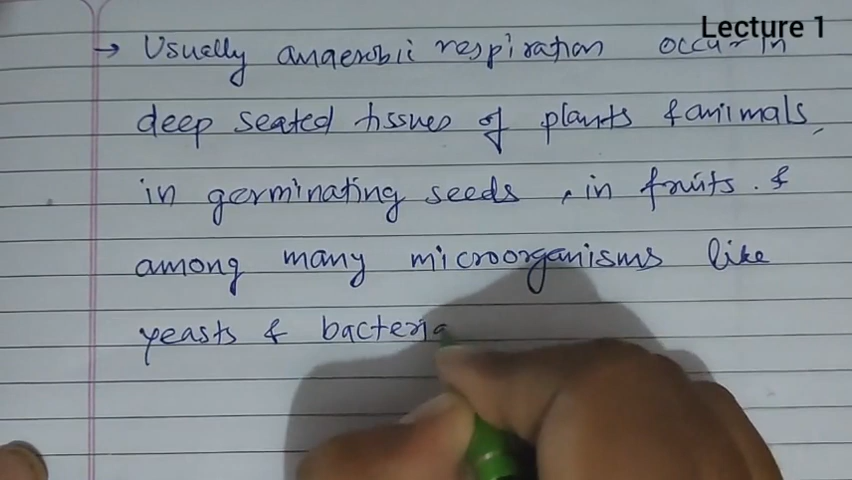 Lecture 1
→ Usually anaerobic respiration occur in
deep seated tissues of plants & animals,
in germinating seeds, in fruits. &
among many microorganisms like
yeasts & bacteria